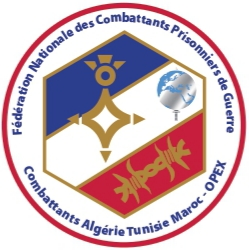 Fédération Nationale des Combattants Prisonniers de Guerre
Combattants Algérie Tunisie Maroc - OPEX